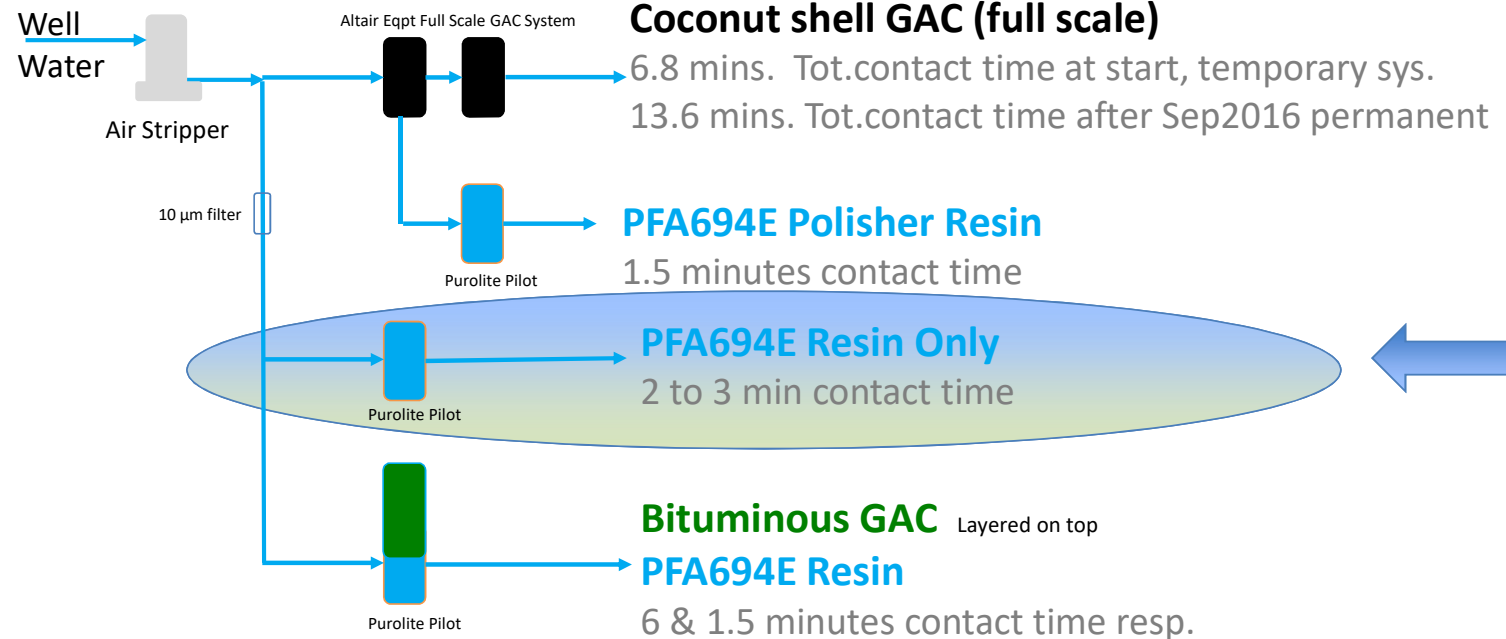 Well
Water
Air Stripper
Altair Eqpt Full Scale GAC System
Coconut shell GAC (full scale)
6.8 mins. Tot.contact time at start, temporary sys.
13.6 mins. Tot.contact time after Sep2016 permanent
10 µm filter
Purolite Pilot
PFA694E Polisher Resin
1.5 minutes contact time
Purolite Pilot
PFA694E Resin Only
2 to 3 min contact time
Bituminous GAC Layered on top
PFA694E Resin
6 & 1.5 minutes contact time resp.
Purolite Pilot